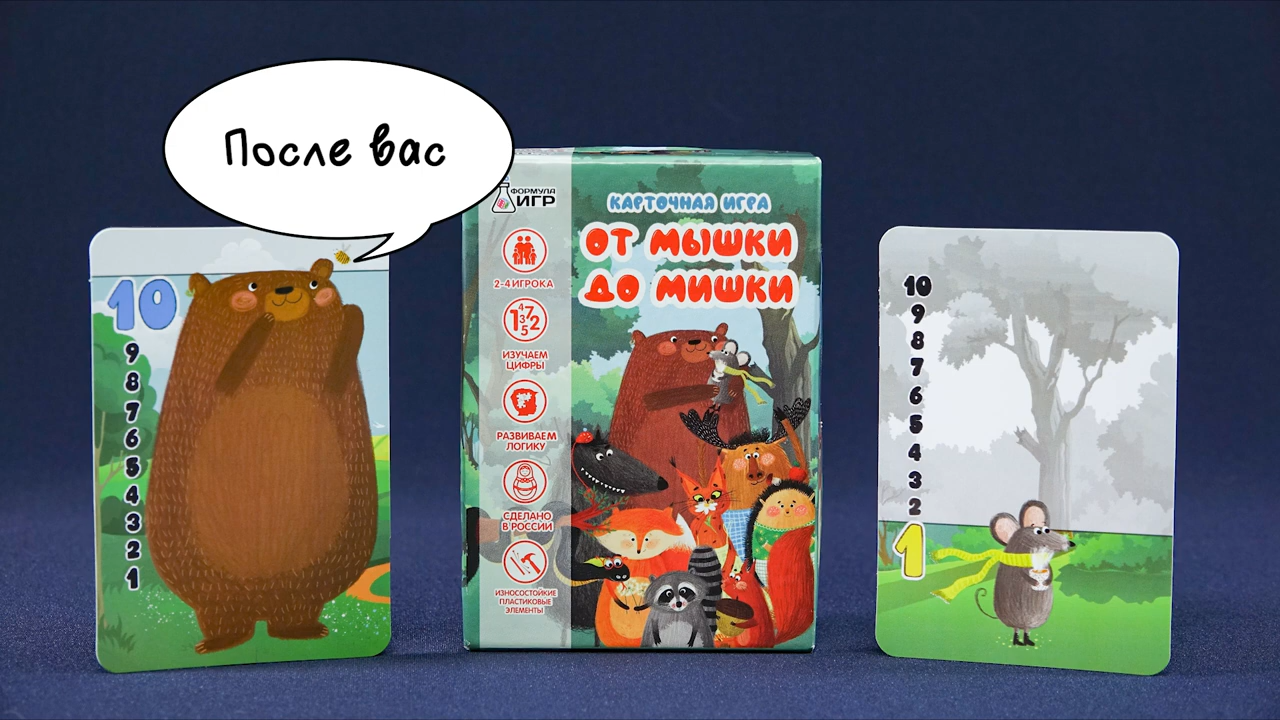 После вас
10
9
8
7
6
5
4
3
2
1
ФОРМУЛА
ИГР
2-4 ИГРОКА
ИЗУЧАЕМ
ЦИФРЫ
РАЗВИВАЕМ
ЛОГИКУ
СДЕЛАНО
В РОССИИ
ИЗНОСОСТОЙКИЕ
ПЛАСТИКОВЫЕ
ЭЛЕМЕНТЫ
КАРТОЧНАЯ ИГРА
ОТ МЫШКИ
ДО МИШКИ
10
9
8
7
6
5
4
3
2
1